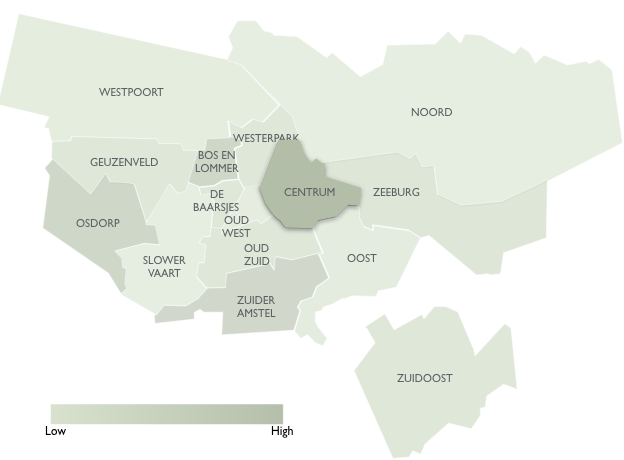 WESTPOORT
NOORD
WESTERPARK
BOS EN
LOMMER
GEUZENVELD
CENTRUM
ZEEBURG
DE
BAARSJES
OSDORP
OUD
WEST
OUD
ZUID
OOST
SLOWER
VAART
ZUIDER
AMSTEL
ZUIDOOST
Low
High